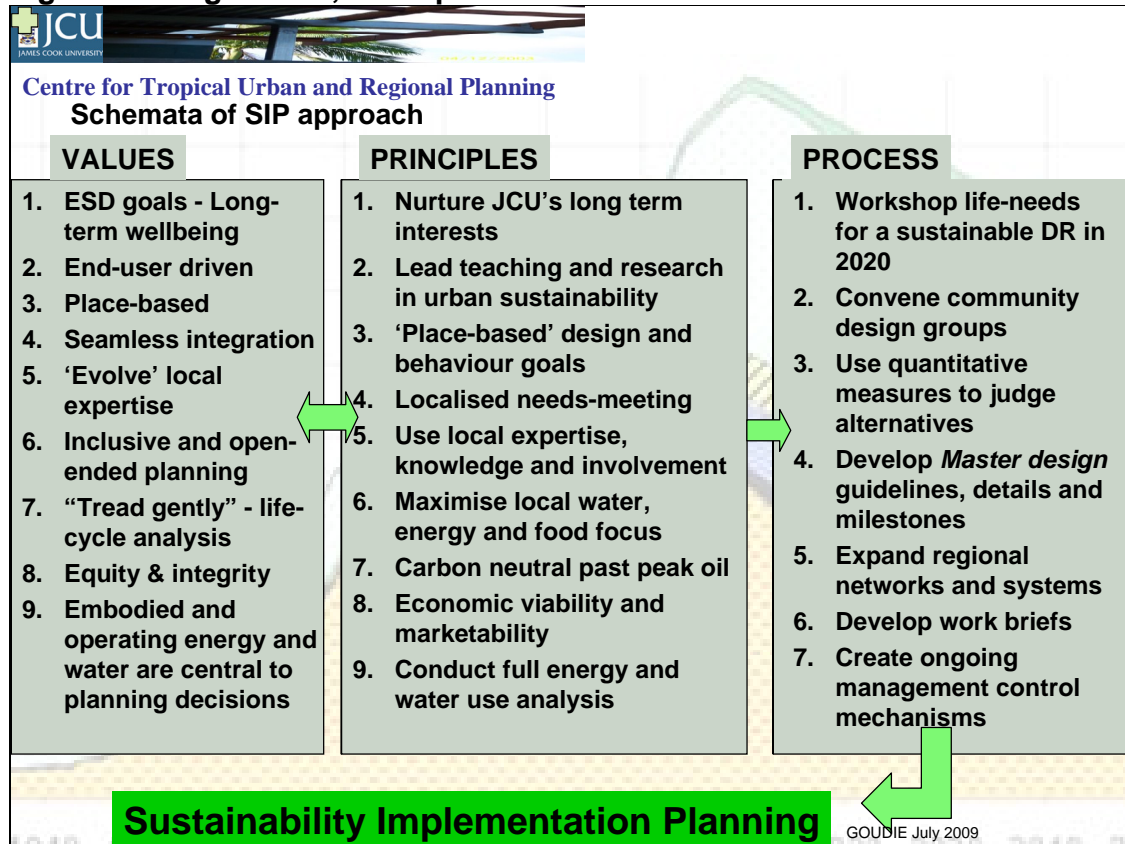 JCU
JAMES COOK UNIVERSITY
Centre for Tropical Urban and Regional Planning
Schemata of SIP approach
VALUES
1. ESD goals - Long-
term wellbeing
2. End-user driven
3. Place-based
4. Seamless integration
5. ‘Evolve’ local
expertise
6. Inclusive and open-
ended planning
7. “Tread gently” - life-
cycle analysis
8. Equity & integrity
9. Embodied and
operating energy and
water are central to
planning decisions
PRINCIPLES
1. Nurture JCU’s long term
interests
2. Lead teaching and research
in urban sustainability
3. ‘Place-based’ design and
behaviour goals
4. Localised needs-meeting
5. Use local expertise,
knowledge and involvement
6. Maximise local water,
energy and food focus
7. Carbon neutral past peak oil
8. Economic viability and
marketability
9. Conduct full energy and
water use analysis
PROCESS
1. Workshop life-needs
for a sustainable DR in
2020
2. Convene community
design groups
3. Use quantitative
measures to judge
alternatives
4. Develop Master design
guidelines, details and
milestones
5. Expand regional
networks and systems
6. Develop work briefs
7. Create ongoing
management control
mechanisms
Sustainability Implementation Planning
GOUDIE July 2009